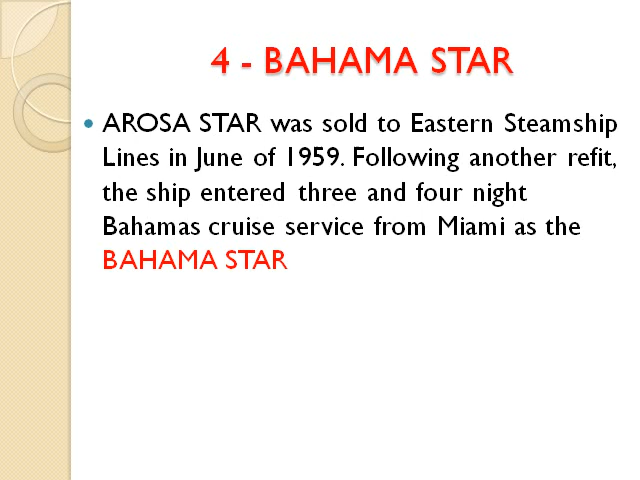 4 - BAHAMA STAR
• AROSA STAR was sold to Eastern Steamship
Lines in June of 1959. Following another refit,
the ship entered three and four night
Bahamas cruise service from Miami as the
BAHAMA STAR